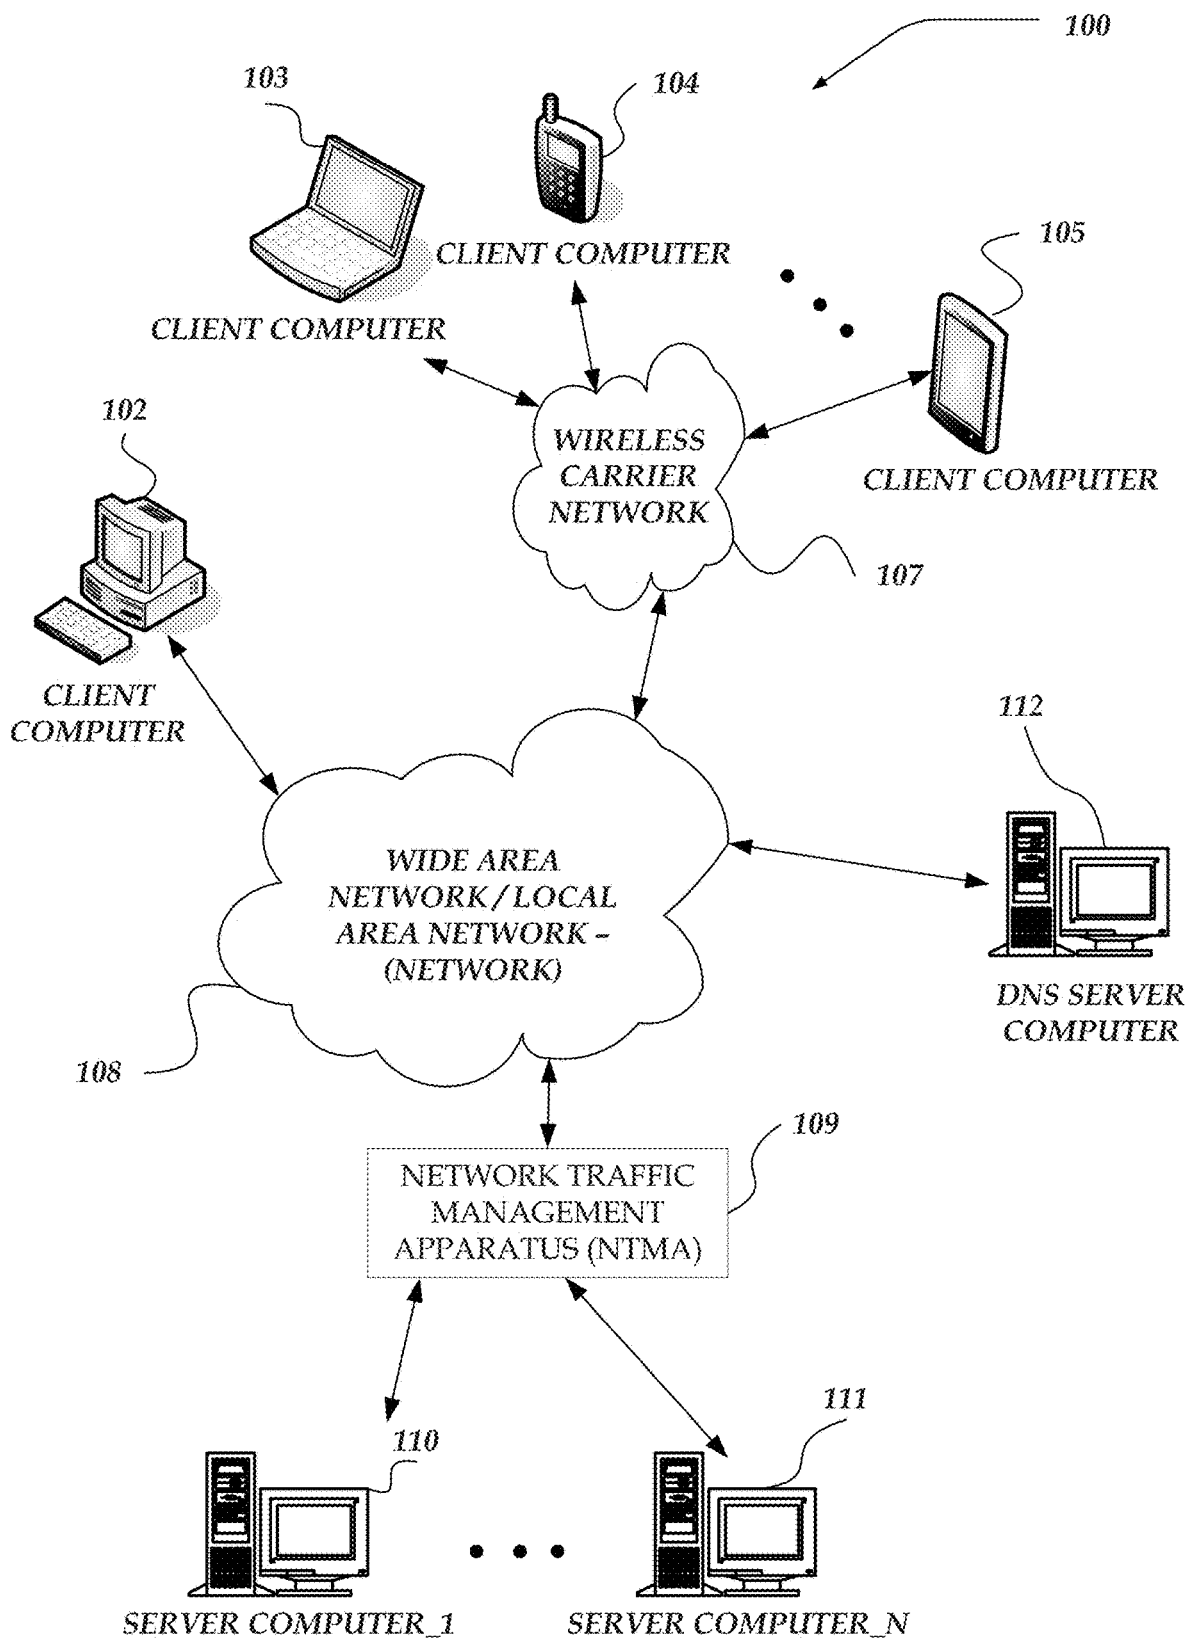 100
103
104
CLIENT COMPUTER
105
CLIENT COMPUTER
102
WIRELESS
CARRIER
NETWORK
CLIENT COMPUTER
107
CLIENT
COMPUTER
112
WIDE AREA
NETWORK / LOCAL
AREA NETWORK –
(NETWORK)
DNS SERVER
COMPUTER
108
109
NETWORK TRAFFIC
MANAGEMENT
APPARATUS (NTMA)
111
110
SERVER COMPUTER_1
SERVER COMPUTER_N